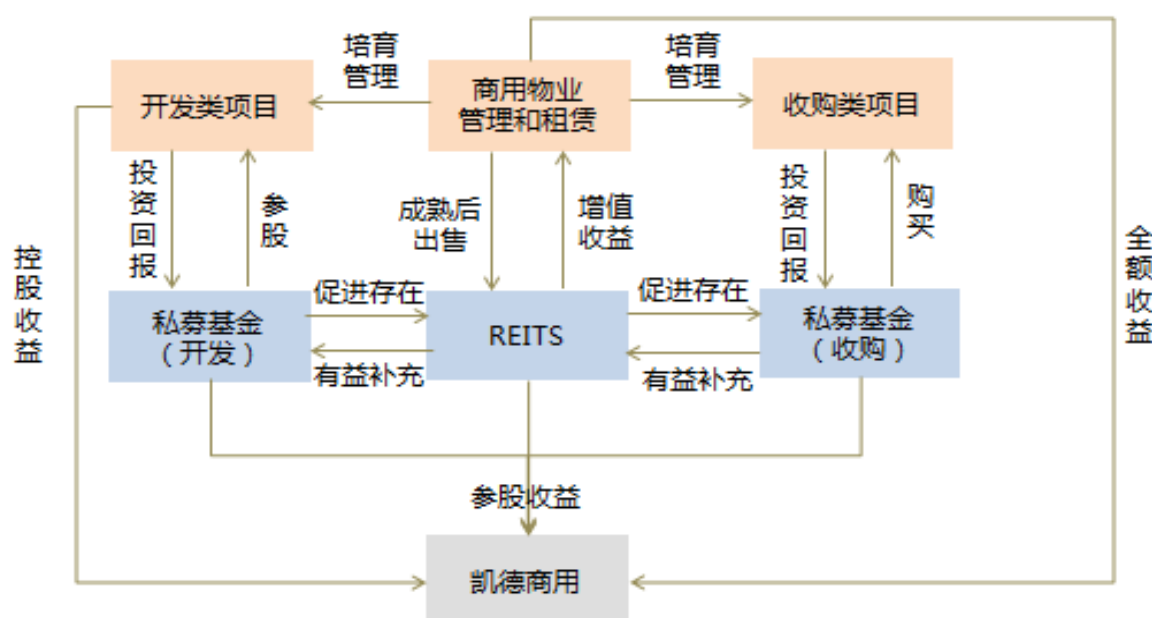 培育
管理
培育
管理
开发类项目
商用物业
管理和租赁
收购类项目
投资回报
参股
成熟后
出售
增值
收益
投资回报
购买
控股收益
全额收益
促进存在
促进存在
私募基金
（开发）
REITS
私募基金
（收购）
有益补充
有益补充
参股收益
凯德商用